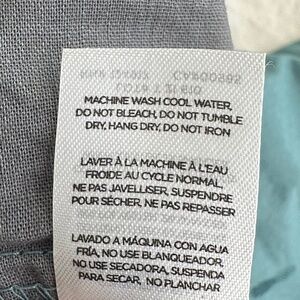 MACHINE WASH COOL WATER,
DO NOT BLEACH, DO NOT TUMBLE
DRY, HANG DRY, DO NOT IRON
LAVER À LA MACHINE À L'EAU
FROIDE AU CYCLE NORMAL,
NE PAS JAVELLISER, SUSPENDRE
POUR SÉCHER, NE PAS REPASSER
LAVADO A MÁQUINA CON AGUA
FRÍA, NO USE BLANQUEADOR,
NO USE SECADORA, SUSPENDA
PARA SECAR, NO PLANCHAR